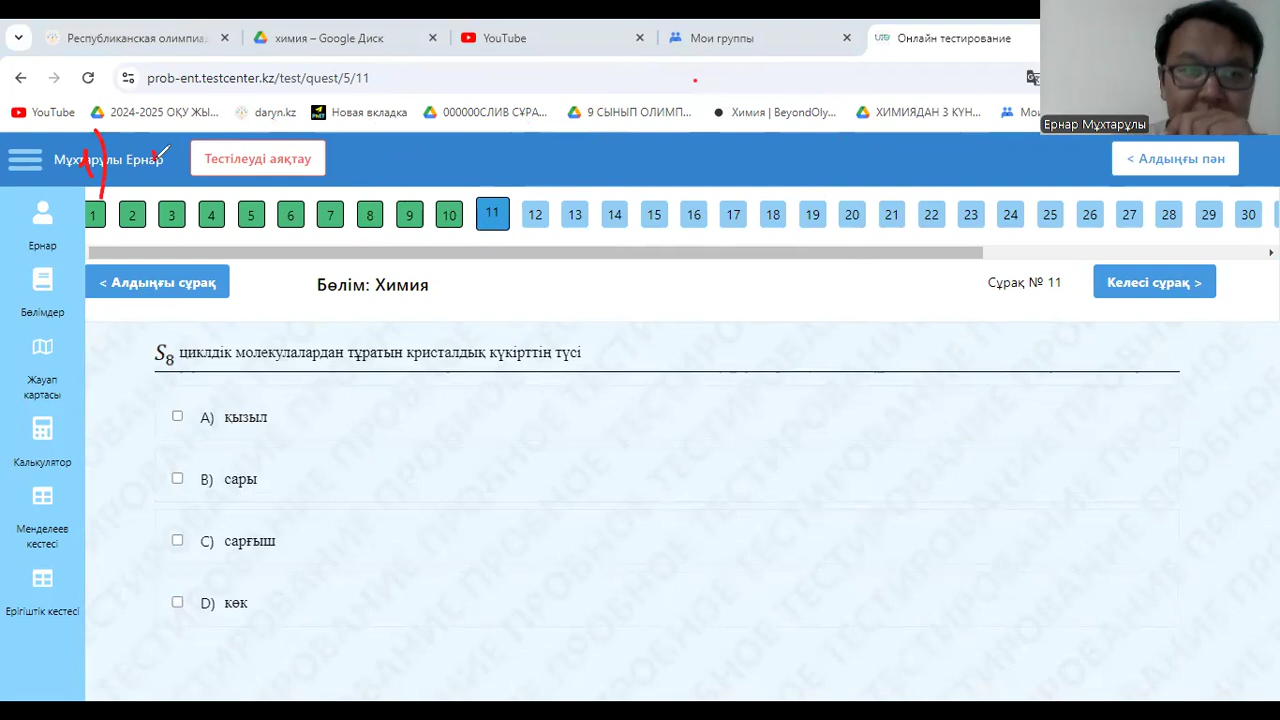 Республиканская олимпиа
химия – Google Диск
YouTube
Мои группы
Онлайн тестирование
prob-ent.testcenter.kz/test/quest/5/11
YouTube
2024-2025 ОҚУ ЖЫ...
daryn.kz
Новая вкладка
000000СЛИВ СҰРА...
9 СЫНЫП ОЛИМП...
Химия | BeyondOly...
ХИМИЯДАН 3 КҮН...
Мои
Ернар Мұхтарұлы
Мұхтарұлы Ернар
Тестілеуді аяқтау
< Алдыңғы пән
1 2 3 4 5 6 7 8 9 10 11 12 13 14 15 16 17 18 19 20 21 22 23 24 25 26 27 28 29 30
Ернар
Бөлімдер
Жауап картасы
Калькулятор
Менделеев кестесі
Ерігіштік кестесі
< Алдыңғы сұрақ
Бөлім: Химия
Сұрақ № 11
Келесі сұрақ >
S8 циклдік молекулалардан тұратын кристалдық күкірттің түсі
A) қызыл
B) сары
C) сарғыш
D) көк